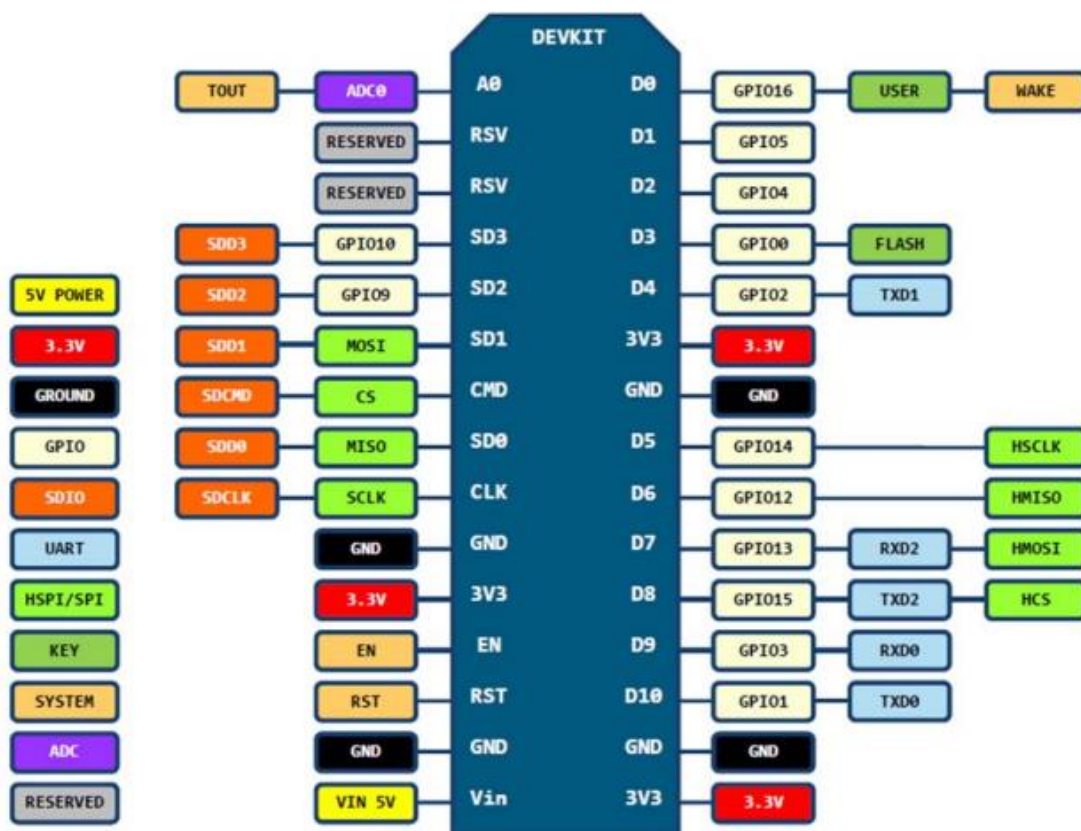 DEVKIT
TOUT ADC0 A0 D0 GPIO16 USER WAKE
RESERVED RSV D1 GPIO5
RESERVED RSV D2 GPIO4
SDD3 GPIO10 SD3 D3 GPIO0 FLASH
5V POWER SDD2 GPIO9 SD2 D4 GPIO2 TXD1
3.3V SDD1 MOSI SD1 3V3 3.3V
GROUND SDCMD CS CMD GND GND
GPIO SDD0 MISO SD0 D5 GPIO14 HSCLK
SDIO SDCLK SCLK CLK D6 GPIO12 HMISO
UART GND GND D7 GPIO13 RXD2 HMOSI
HSPI/SPI 3.3V 3V3 D8 GPIO15 TXD2 HCS
KEY EN EN D9 GPIO3 RXD0
SYSTEM RST RST D10 GPIO1 TXD0
ADC GND GND GND GND
RESERVED VIN 5V Vin 3V3 3.3V